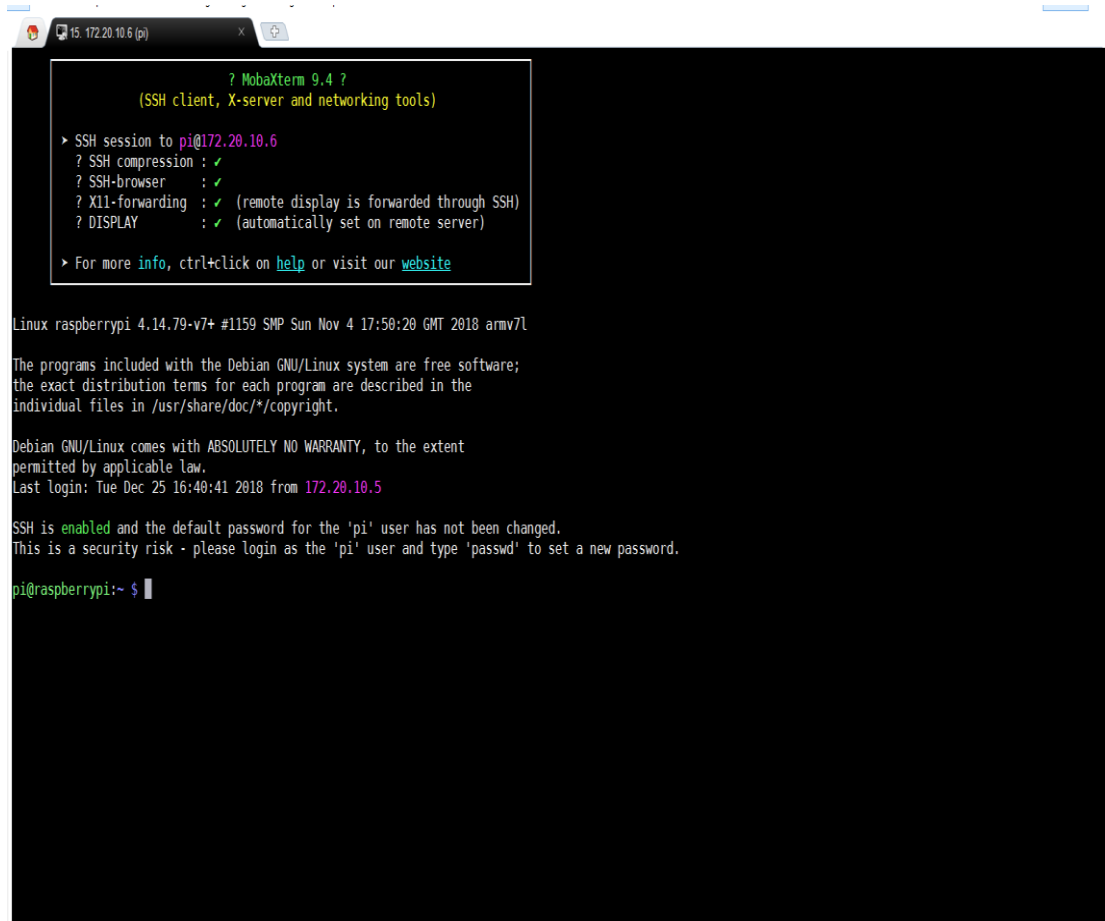 15. 172.20.10.6 (pi)
? MobaXterm 9.4 ?
(SSH client, X-server and networking tools)
➤ SSH session to pi@172.20.10.6
? SSH compression : ✔
? SSH-browser     : ✔
? X11-forwarding  : ✔  (remote display is forwarded through SSH)
? DISPLAY         : ✔  (automatically set on remote server)
➤ For more info, ctrl+click on help or visit our website
Linux raspberrypi 4.14.79-v7+ #1159 SMP Sun Nov 4 17:50:20 GMT 2018 armv7l
The programs included with the Debian GNU/Linux system are free software;
the exact distribution terms for each program are described in the
individual files in /usr/share/doc/*/copyright.
Debian GNU/Linux comes with ABSOLUTELY NO WARRANTY, to the extent
permitted by applicable law.
Last login: Tue Dec 25 16:40:41 2018 from 172.20.10.5
SSH is enabled and the default password for the 'pi' user has not been changed.
This is a security risk - please login as the 'pi' user and type 'passwd' to set a new password.
pi@raspberrypi:~ $